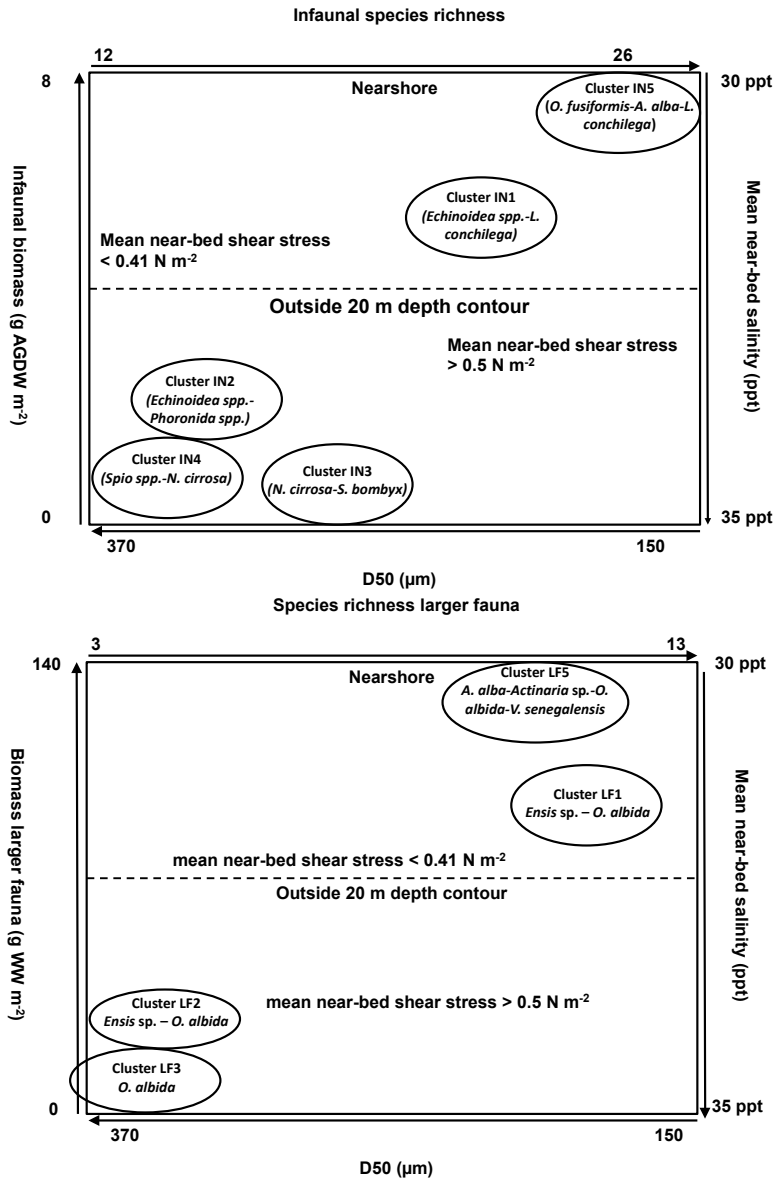 Infaunal species richness
12
26
8
Nearshore
30 ppt
Cluster IN5
(O. fusiformis-A. alba-L.
conchilega)
Cluster IN1
(Echinoidea spp.-L.
conchilega)
Mean near-bed shear stress
< 0.41 N m-2
Infaunal biomass (g AGDW m-2)
Mean near-bed salinity (ppt)
Outside 20 m depth contour
Mean near-bed shear stress
> 0.5 N m-2
Cluster IN2
(Echinoidea spp.-
Phoronida spp.)
Cluster IN4
(Spio spp.-N. cirrosa)
Cluster IN3
(N. cirrosa-S. bombyx)
0
35 ppt
370
150
D50 (µm)
Species richness larger fauna
3
13
140
30 ppt
Nearshore
Cluster LF5
A. alba-Actinaria sp.-O.
albida-V. senegalensis
Cluster LF1
Ensis sp. – O. albida
Biomass larger fauna (g WW m-2)
Mean near-bed salinity (ppt)
mean near-bed shear stress < 0.41 N m-2
Outside 20 m depth contour
Cluster LF2
Ensis sp. – O. albida
mean near-bed shear stress > 0.5 N m-2
Cluster LF3
O. albida
0
35 ppt
370
150
D50 (µm)